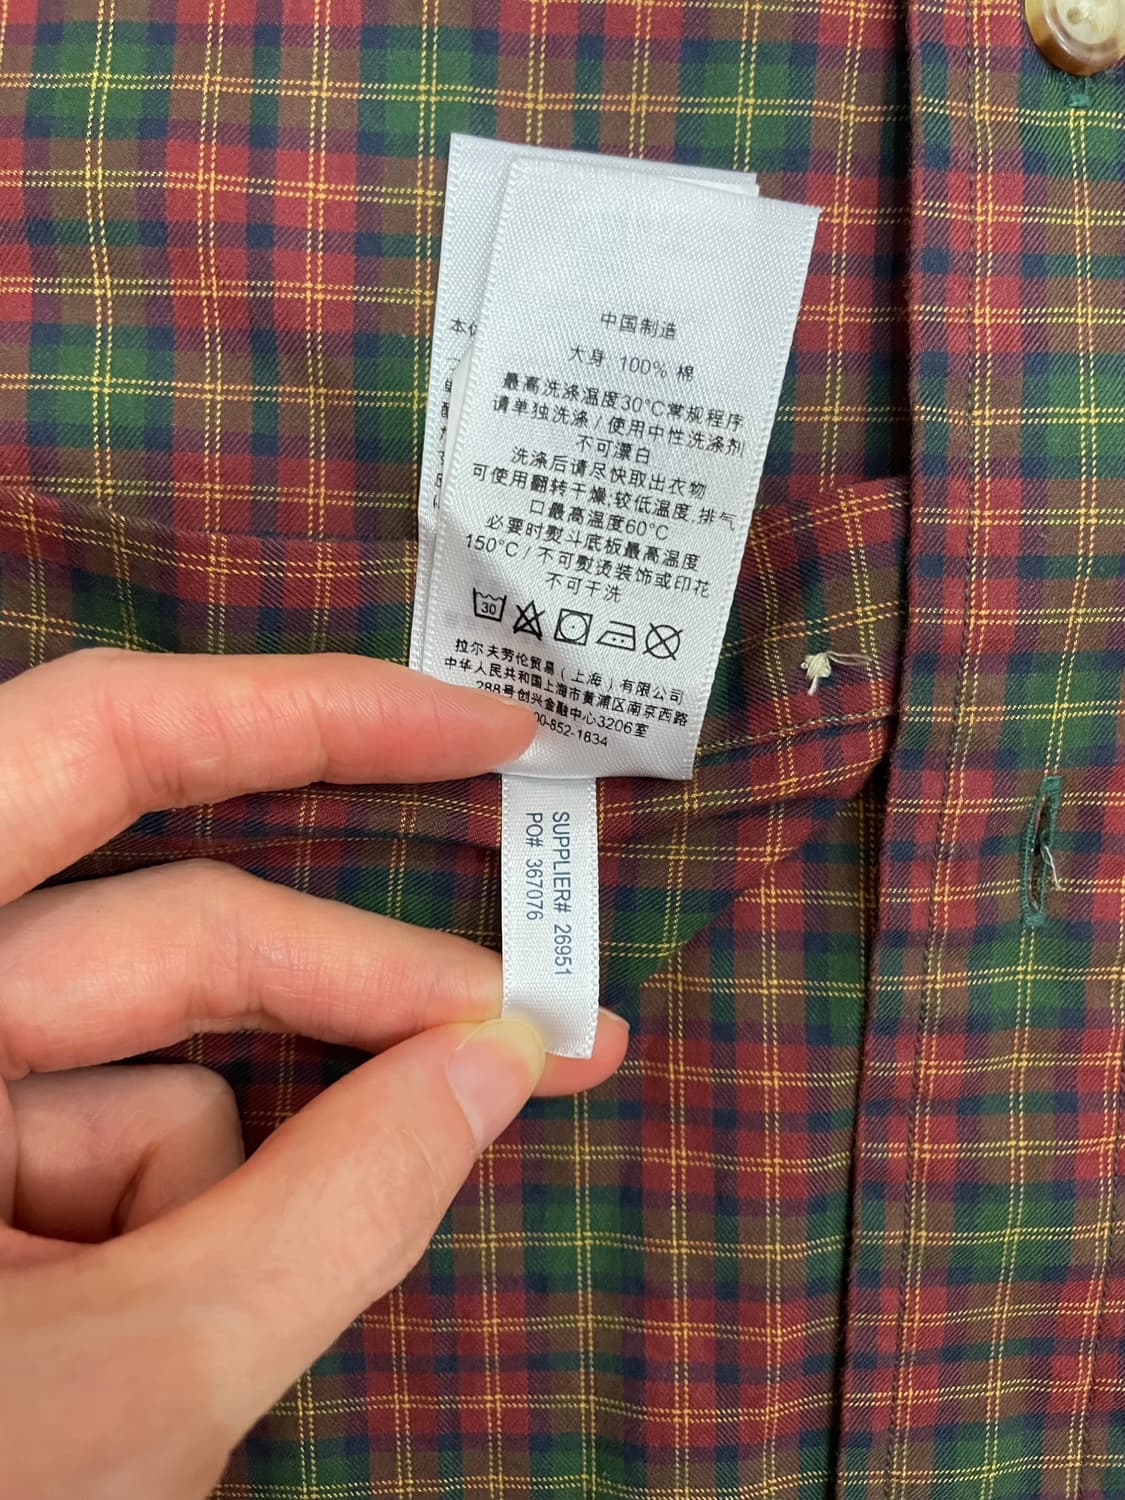 中国制造
大身: 100% 棉
最高洗涤温度30°C常规程序
请单独洗涤 / 使用中性洗涤剂
不可漂白
洗涤后请尽快取出衣物
可使用翻转干燥,较低温度,排气
口最高温度60°C
必要时熨斗底板最高温度
150°C / 不可熨烫装饰或印花
不可干洗
30
拉尔夫劳伦贸易 ( 上海 ) 有限公司
中华人民共和国上海市黄浦区南京西路
288号创兴金融中心3206室
00-852-1834
SUPPLIER# 26951
PO# 367076